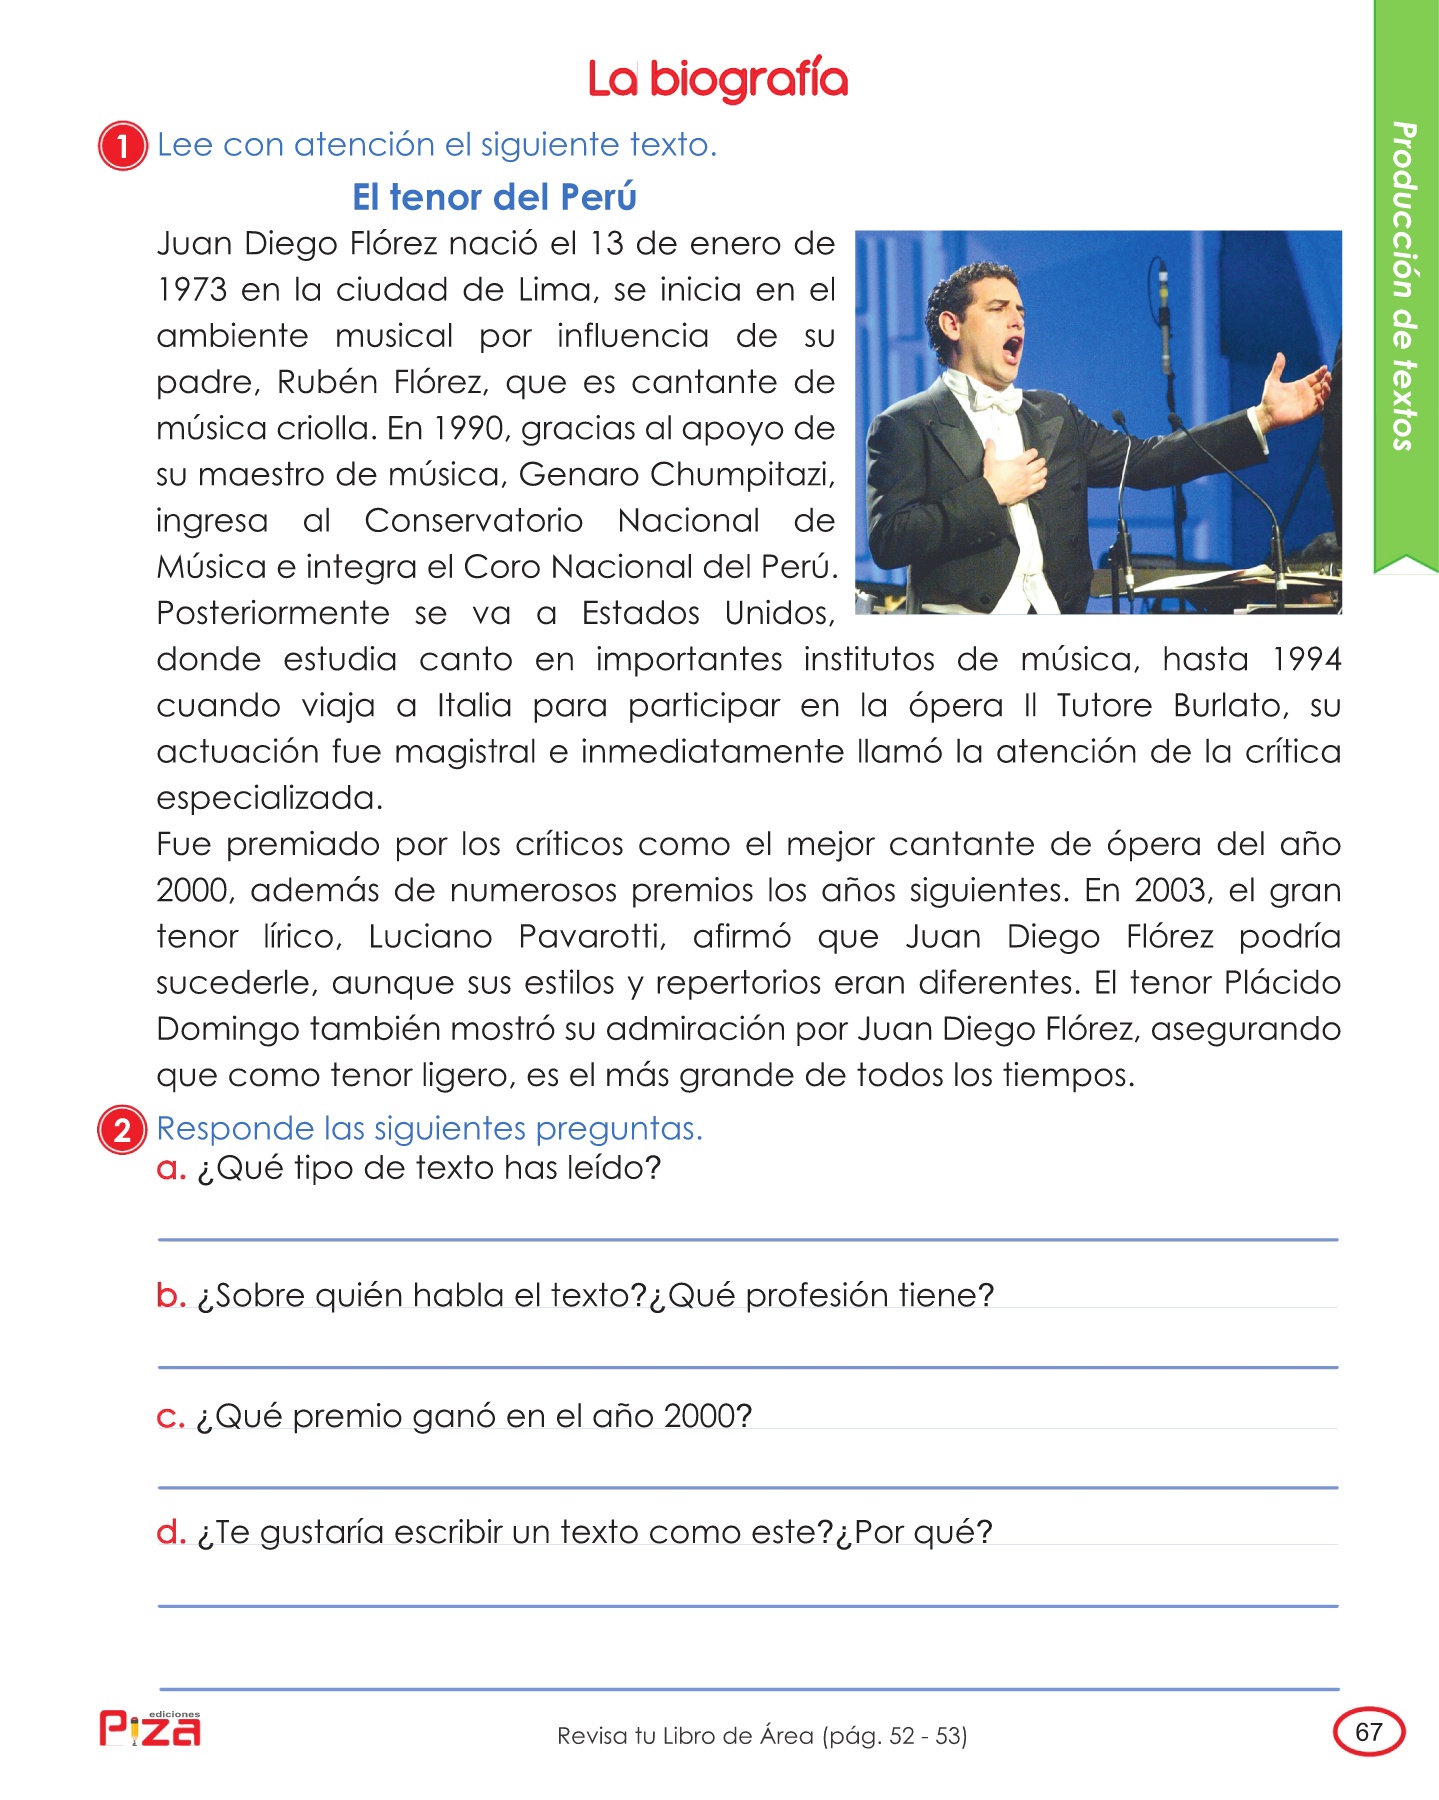 La biografía
1 Lee con atención el siguiente texto.
El tenor del Perú
Juan Diego Flórez nació el 13 de enero de
1973 en la ciudad de Lima, se inicia en el
ambiente musical por influencia de su
padre, Rubén Flórez, que es cantante de
música criolla. En 1990, gracias al apoyo de
su maestro de música, Genaro Chumpitazi,
ingresa al Conservatorio Nacional de
Música e integra el Coro Nacional del Perú.
Posteriormente se va a Estados Unidos,
donde estudia canto en importantes institutos de música, hasta 1994
cuando viaja a Italia para participar en la ópera Il Tutore Burlato, su
actuación fue magistral e inmediatamente llamó la atención de la crítica
especializada.
Fue premiado por los críticos como el mejor cantante de ópera del año
2000, además de numerosos premios los años siguientes. En 2003, el gran
tenor lírico, Luciano Pavarotti, afirmó que Juan Diego Flórez podría
sucederle, aunque sus estilos y repertorios eran diferentes. El tenor Plácido
Domingo también mostró su admiración por Juan Diego Flórez, asegurando
que como tenor ligero, es el más grande de todos los tiempos.
2 Responde las siguientes preguntas.
a. ¿Qué tipo de texto has leído?
b. ¿Sobre quién habla el texto?¿Qué profesión tiene?
c. ¿Qué premio ganó en el año 2000?
d. ¿Te gustaría escribir un texto como este?¿Por qué?
Producción de textos
ediciones
Piza
Revisa tu Libro de Área (pág. 52 - 53)
67